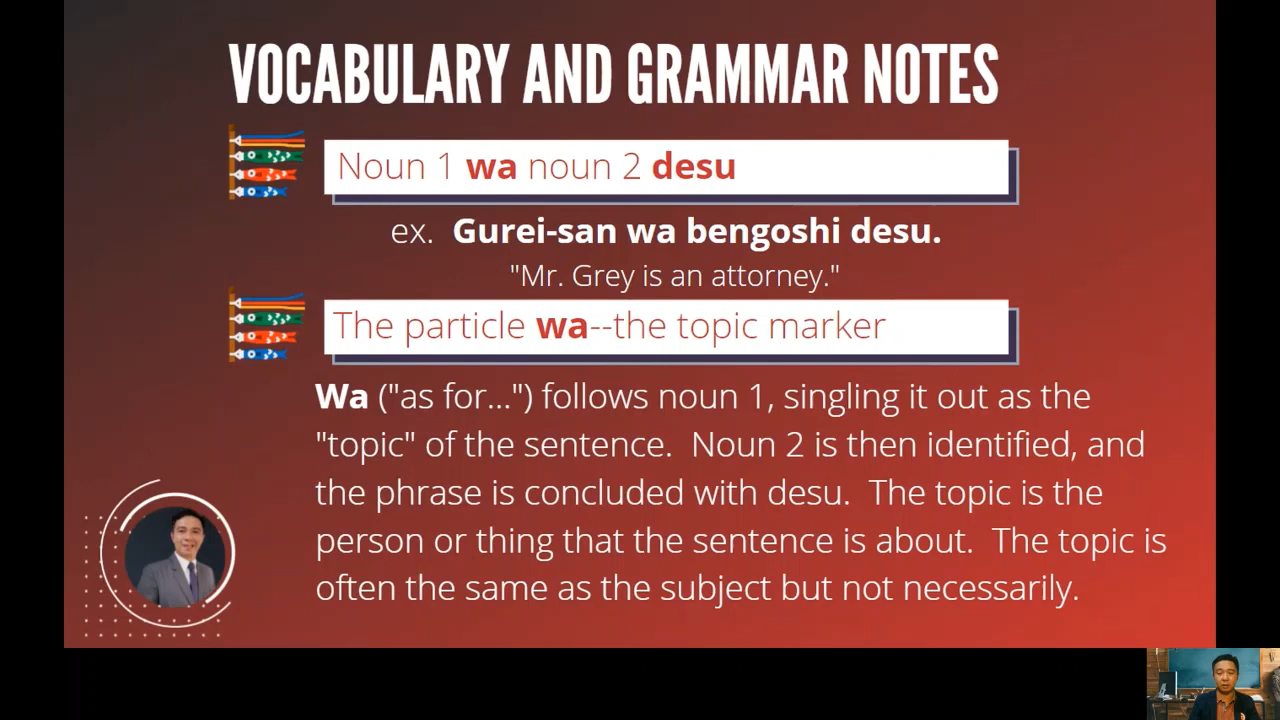 VOCABULARY AND GRAMMAR NOTES
Noun 1 wa noun 2 desu
ex. Gurei-san wa bengoshi desu.
"Mr. Grey is an attorney."
The particle wa--the topic marker
Wa ("as for...") follows noun 1, singling it out as the
"topic" of the sentence. Noun 2 is then identified, and
the phrase is concluded with desu. The topic is the
person or thing that the sentence is about. The topic is
often the same as the subject but not necessarily.